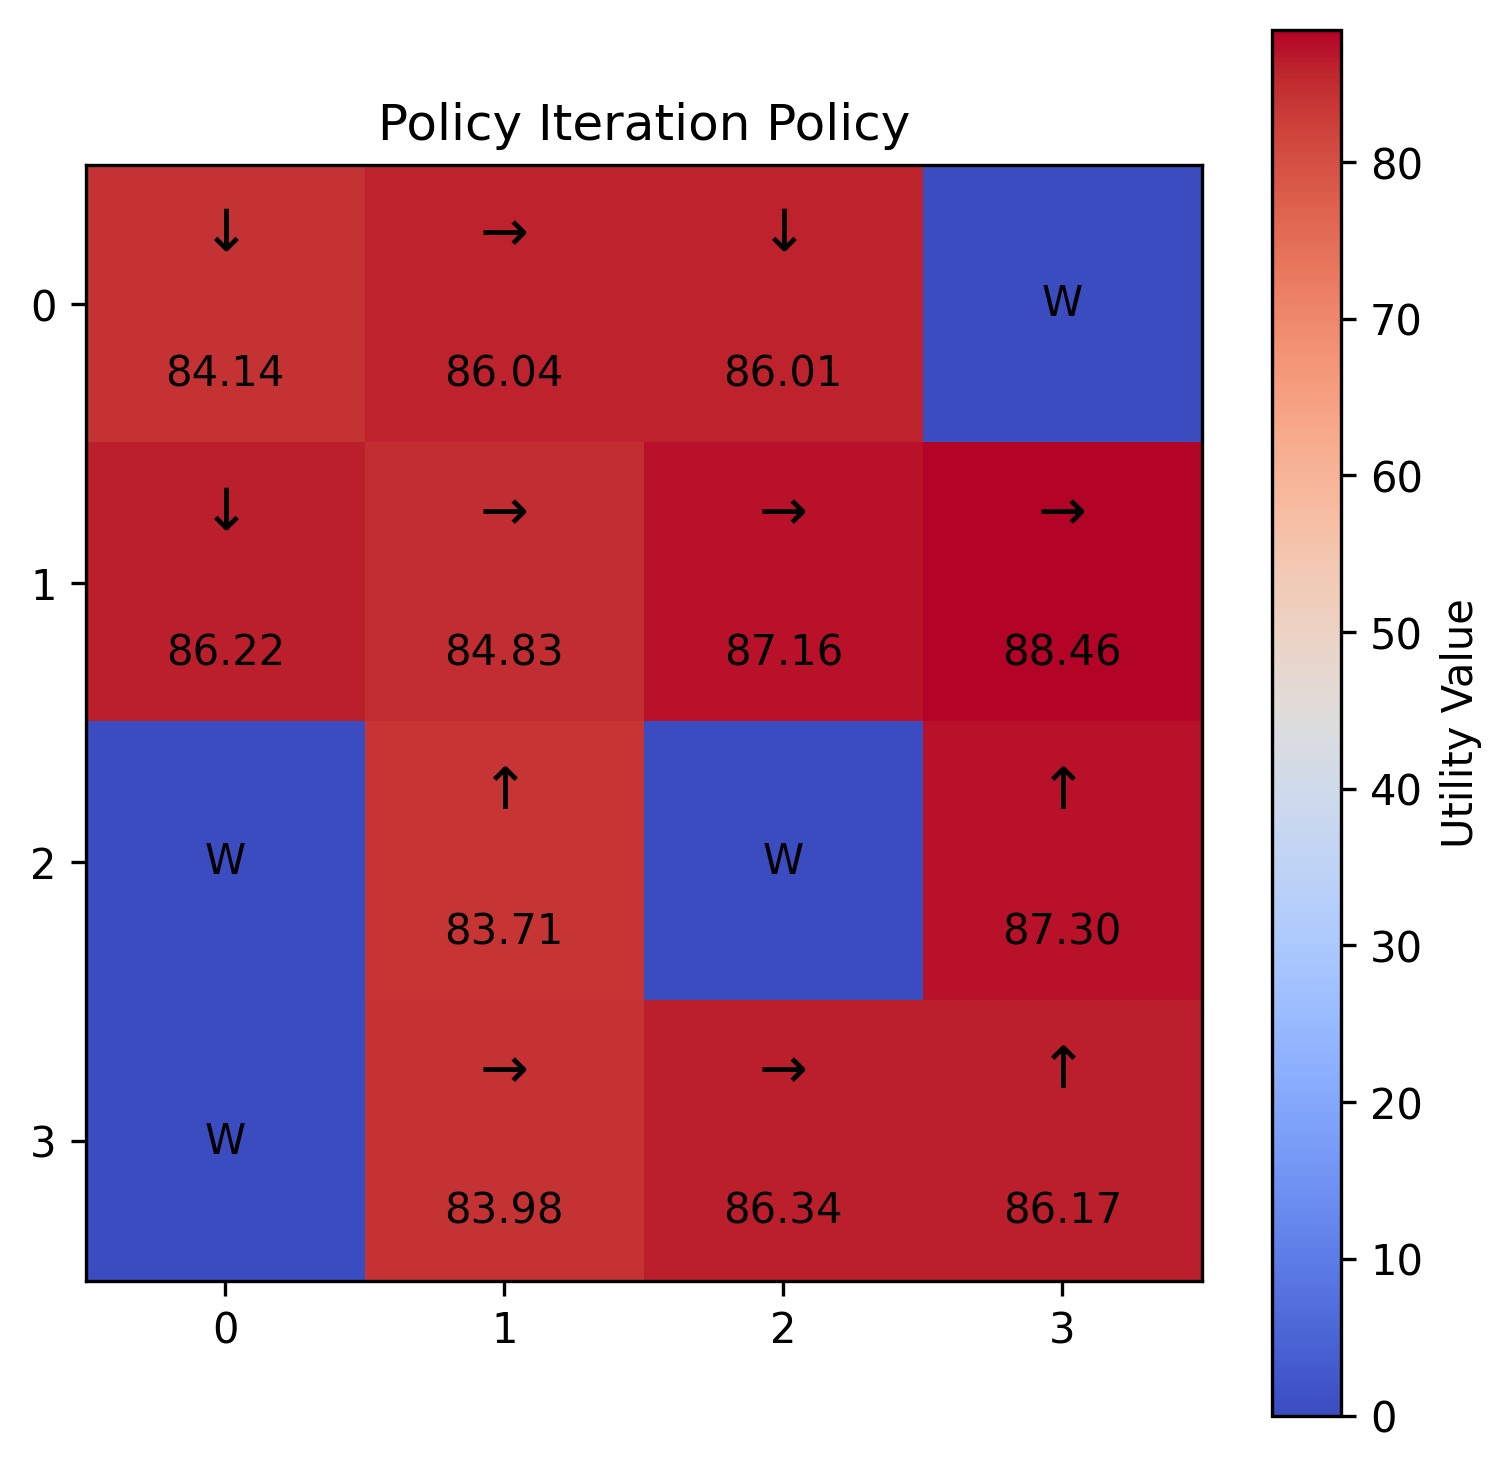 Policy Iteration Policy
↓ → ↓
0 W
84.14 86.04 86.01
↓ → → →
1
86.22 84.83 87.16 88.46
↑ ↑
2 W W
83.71 87.30
→ → ↑
3 W
83.98 86.34 86.17
0 1 2 3
80
70
60
50
40
30
20
10
0
Utility Value